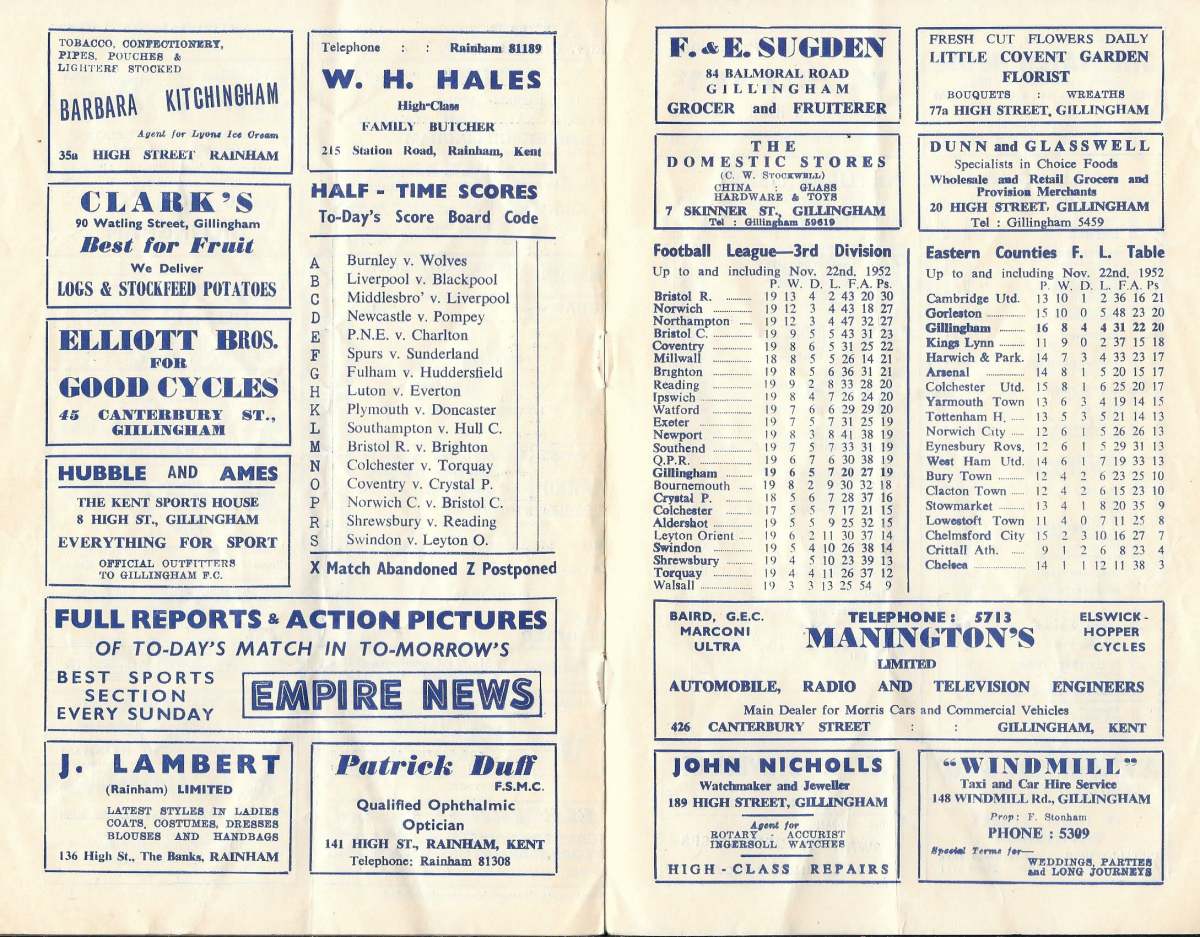 TOBACCO, CONFECTIONERY,
PIPES, POUCHES &
LIGHTERS STOCKED
BARBARA KITCHINGHAM
Agent for Lyons Ice Cream
35a HIGH STREET RAINHAM
Telephone : : Rainham 81189
W. H. HALES
High-Class
FAMILY BUTCHER
215 Station Road, Rainham, Kent
CLARK'S
90 Watling Street, Gillingham
Best for Fruit
We Deliver
LOGS & STOCKFEED POTATOES
ELLIOTT BROS.
FOR
GOOD CYCLES
45 CANTERBURY ST.,
GILLINGHAM
HUBBLE AND AMES
THE KENT SPORTS HOUSE
8 HIGH ST., GILLINGHAM
EVERYTHING FOR SPORT
OFFICIAL OUTFITTERS
TO GILLINGHAM F.C.
HALF - TIME SCORES
To-Day's Score Board Code
A Burnley v. Wolves
B Liverpool v. Blackpool
C Middlesbro' v. Liverpool
D Newcastle v. Pompey
E P.N.E. v. Charlton
F Spurs v. Sunderland
G Fulham v. Huddersfield
H Luton v. Everton
K Plymouth v. Doncaster
L Southampton v. Hull C.
M Bristol R. v. Brighton
N Colchester v. Torquay
O Coventry v. Crystal P.
P Norwich C. v. Bristol C.
R Shrewsbury v. Reading
S Swindon v. Leyton O.
X Match Abandoned Z Postponed
FULL REPORTS & ACTION PICTURES
OF TO-DAY'S MATCH IN TO-MORROW'S
BEST SPORTS
SECTION
EVERY SUNDAY
EMPIRE NEWS
J. LAMBERT
(Rainham) LIMITED
LATEST STYLES IN LADIES
COATS, COSTUMES, DRESSES
BLOUSES AND HANDBAGS
136 High St., The Banks, RAINHAM
Patrick Duff
F.S.M.C.
Qualified Ophthalmic
Optician
141 HIGH ST., RAINHAM, KENT
Telephone: Rainham 81308
F. & E. SUGDEN
84 BALMORAL ROAD
GILLINGHAM
GROCER and FRUITERER
FRESH CUT FLOWERS DAILY
LITTLE COVENT GARDEN
FLORIST
BOUQUETS : WREATHS
77a HIGH STREET, GILLINGHAM
THE
DOMESTIC STORES
(C. W. STOCKWELL)
CHINA : GLASS
HARDWARE & TOYS
7 SKINNER ST., GILLINGHAM
Tel : Gillingham 59619
DUNN and GLASSWELL
Specialists in Choice Foods
Wholesale and Retail Grocers and
Provision Merchants
20 HIGH STREET, GILLINGHAM
Tel : Gillingham 5459
Football League—3rd Division
Up to and including Nov. 22nd, 1952
P. W. D. L. F. A. Ps.
Bristol R. 19 13 4 2 43 20 30
Norwich 19 12 3 4 43 18 27
Northampton 19 12 3 4 47 32 27
Bristol C. 19 9 5 5 43 31 23
Coventry 19 8 6 5 31 25 22
Millwall 18 8 5 5 26 14 21
Brighton 19 8 5 6 36 31 21
Reading 19 9 2 8 33 28 20
Ipswich 19 8 4 7 26 24 20
Watford 19 7 6 6 29 29 20
Exeter 19 7 5 7 31 25 19
Newport 19 8 3 8 41 38 19
Southend 19 7 5 7 33 31 19
Q.P.R. 19 6 7 6 30 38 19
Gillingham 19 6 5 7 20 27 19
Bournemouth 19 8 2 9 30 32 18
Crystal P. 18 5 6 7 28 37 16
Colchester 17 5 5 7 17 21 15
Aldershot 19 5 5 9 25 32 15
Leyton Orient 19 6 2 11 30 37 14
Swindon 19 5 4 10 26 38 14
Shrewsbury 19 4 5 10 23 39 13
Torquay 19 4 4 11 26 37 12
Walsall 19 3 3 13 25 54 9
Eastern Counties F. L. Table
Up to and including Nov. 22nd, 1952
P. W. D. L. F. A. Ps.
Cambridge Utd. 13 10 1 2 36 16 21
Gorleston 15 10 0 5 48 23 20
Gillingham 16 8 4 4 31 22 20
Kings Lynn 11 9 0 2 37 15 18
Harwich & Park. 14 7 3 4 33 23 17
Arsenal 14 8 1 5 20 15 17
Colchester Utd. 15 8 1 6 25 20 17
Yarmouth Town 13 6 3 4 19 14 15
Tottenham H. 13 5 3 5 21 14 13
Norwich City 12 6 1 5 26 26 13
Eynesbury Rovs. 12 6 1 5 29 31 13
West Ham Utd. 14 6 1 7 19 33 13
Bury Town 12 4 2 6 23 25 10
Clacton Town 12 4 2 6 15 23 10
Stowmarket 13 4 1 8 20 35 9
Lowestoft Town 11 4 0 7 11 25 8
Chelmsford City 15 2 3 10 16 27 7
Crittall Ath. 9 1 2 6 8 23 4
Chelsea 14 1 1 12 11 38 3
BAIRD, G.E.C.
MARCONI
ULTRA
TELEPHONE: 5713
MANINGTON'S
LIMITED
ELSWICK-
HOPPER
CYCLES
AUTOMOBILE, RADIO AND TELEVISION ENGINEERS
Main Dealer for Morris Cars and Commercial Vehicles
426 CANTERBURY STREET : : GILLINGHAM, KENT
JOHN NICHOLLS
Watchmaker and Jeweller
189 HIGH STREET, GILLINGHAM
Agent for
ROTARY - ACCURIST
INGERSOLL WATCHES
HIGH-CLASS REPAIRS
"WINDMILL"
Taxi and Car Hire Service
148 WINDMILL Rd., GILLINGHAM
Prop: F. Stonham
PHONE : 5309
Special Terms for—
WEDDINGS, PARTIES
and LONG JOURNEYS